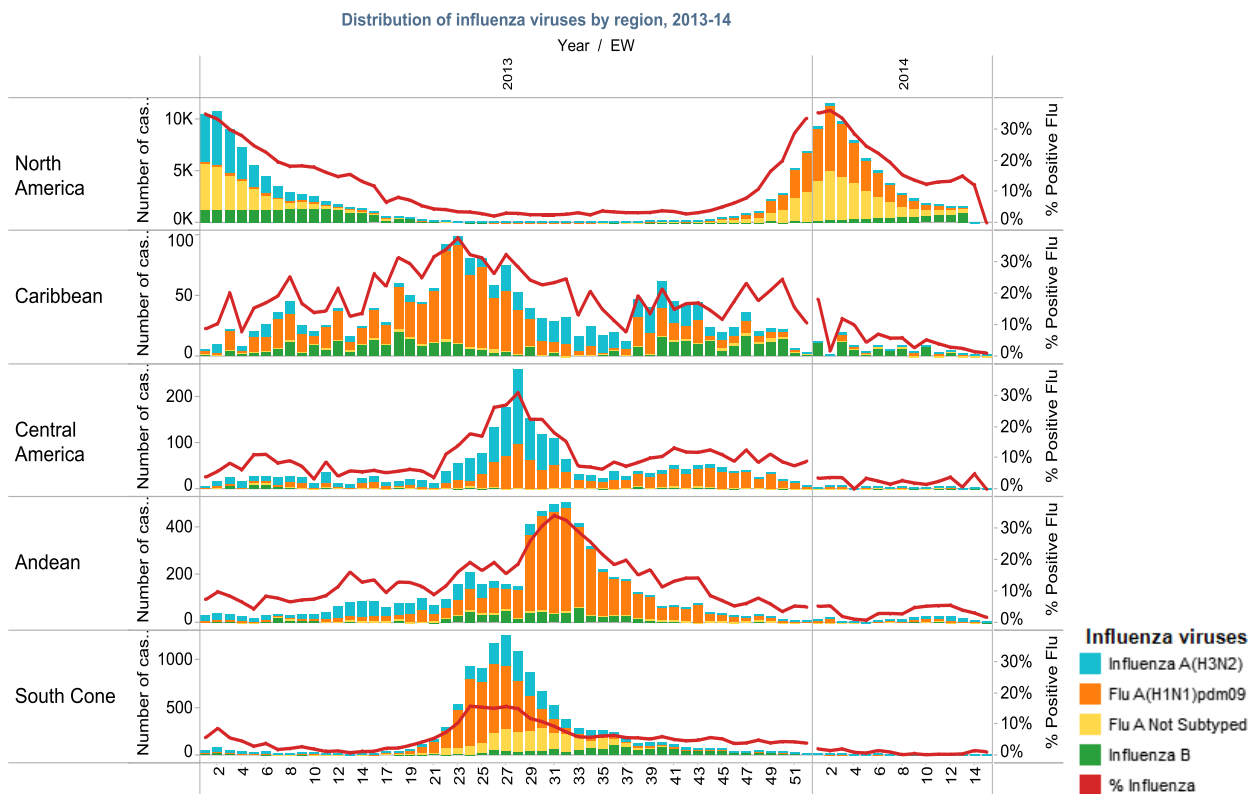 Distribution of influenza viruses by region, 2013-14
Year / EW
2013
2014
North
America
Number of cas..
10K
5K
0K
30%
20%
10%
0%
% Positive Flu
Caribbean
Number of cas..
100
50
0
30%
20%
10%
0%
% Positive Flu
Central
America
Number of cas..
200
100
0
30%
20%
10%
0%
% Positive Flu
Andean
Number of cas..
400
200
0
30%
20%
10%
0%
% Positive Flu
South Cone
Number of cas..
1000
500
0
30%
20%
10%
0%
% Positive Flu
2 4 6 8 10 12 14 17 19 21 23 25 27 29 31 33 35 37 39 41 43 45 47 49 51 2 4 6 8 10 12 14
Influenza viruses
Influenza A(H3N2)
Flu A(H1N1)pdm09
Flu A Not Subtyped
Influenza B
% Influenza